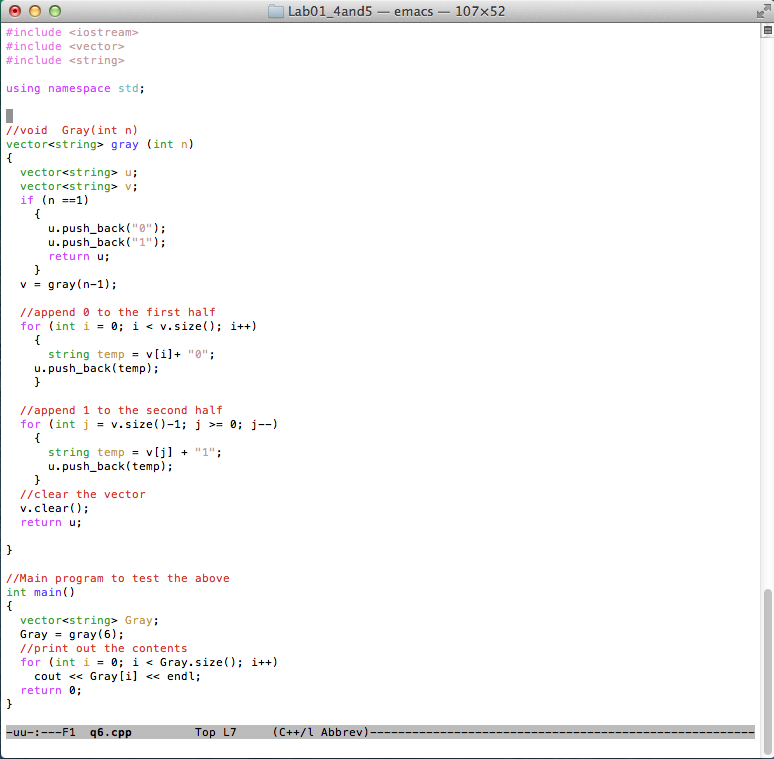 Lab01_4and5 — emacs — 107×52
#include <iostream>
#include <vector>
#include <string>
using namespace std;
//void  Gray(int n)
vector<string> gray (int n)
{
  vector<string> u;
  vector<string> v;
  if (n ==1)
    {
      u.push_back("0");
      u.push_back("1");
      return u;
    }
  v = gray(n-1);
  //append 0 to the first half
  for (int i = 0; i < v.size(); i++)
    {
      string temp = v[i]+ "0";
    u.push_back(temp);
    }
  //append 1 to the second half
  for (int j = v.size()-1; j >= 0; j--)
    {
      string temp = v[j] + "1";
      u.push_back(temp);
    }
  //clear the vector
  v.clear();
  return u;
}
//Main program to test the above
int main()
{
  vector<string> Gray;
  Gray = gray(6);
  //print out the contents
  for (int i = 0; i < Gray.size(); i++)
    cout << Gray[i] << endl;
  return 0;
}
-uu-:---F1  q6.cpp         Top L7     (C++/l Abbrev)-------------------------------------------------------